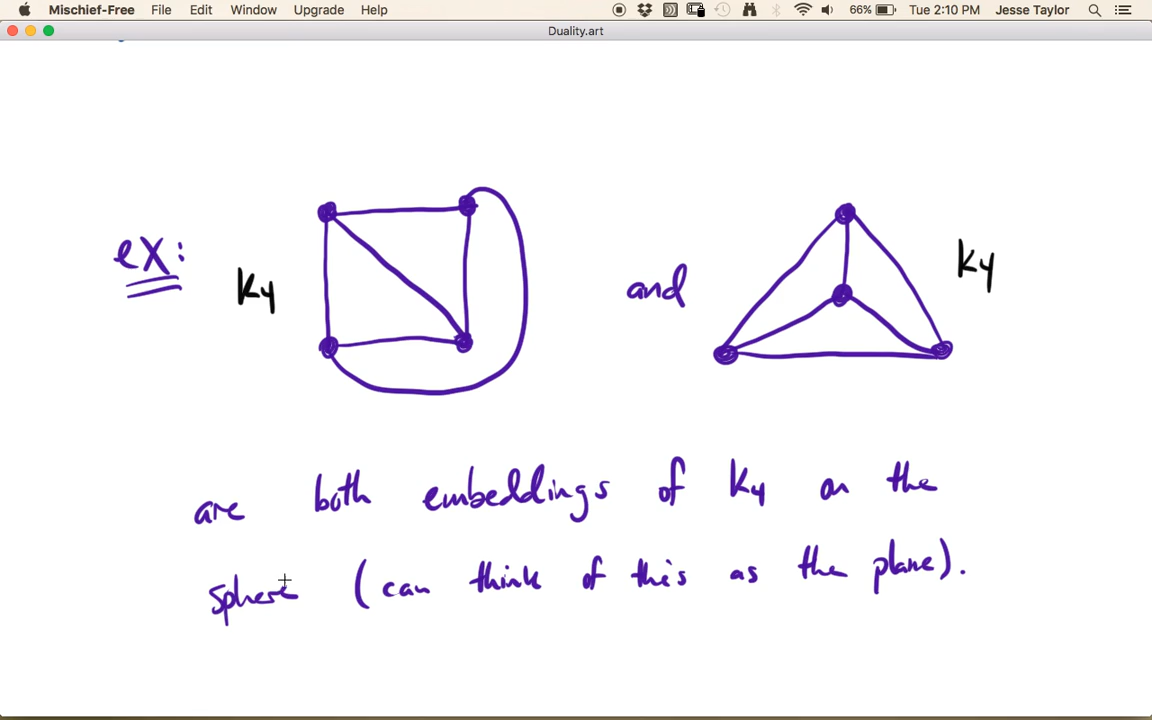 Mischief-Free File Edit Window Upgrade Help 66% Tue 2:10 PM Jesse Taylor
Duality.art
ex: K4 and K4
are both embeddings of K4 on the
sphere (can think of this as the plane).